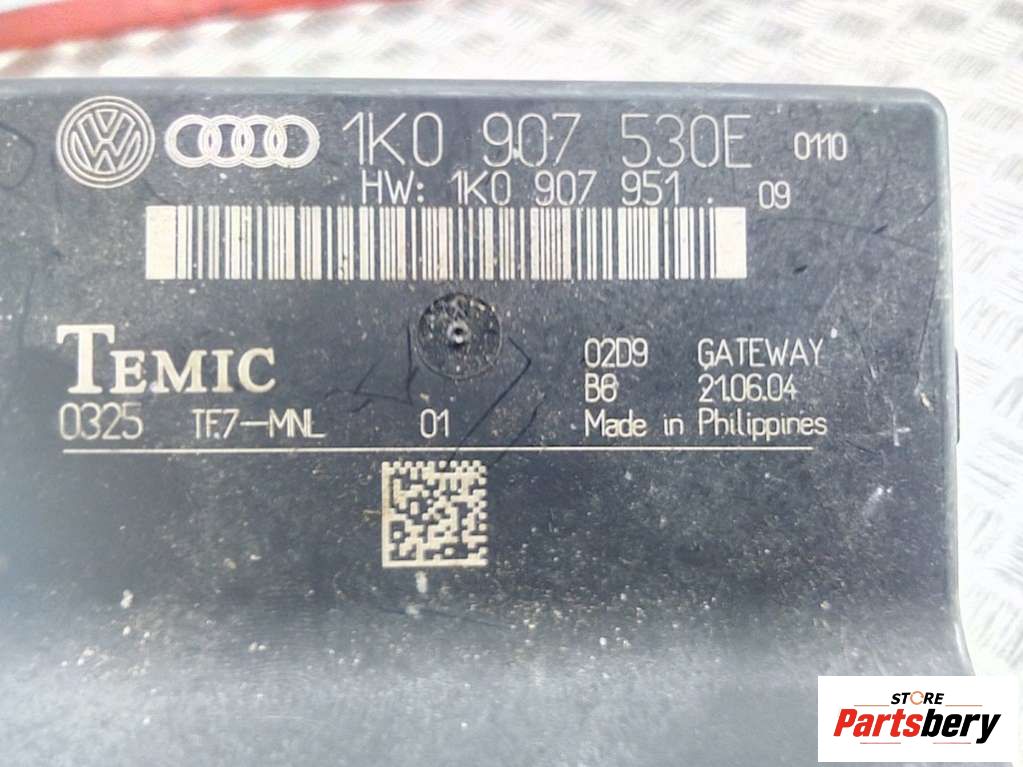 1K0 907 530E 0110
HW: 1K0 907 951 . 09
TEMIC
02D9 GATEWAY
B8 21.06.04
0325 TF.7-MNL 01 Made in Philippines
STORE
Partsbery